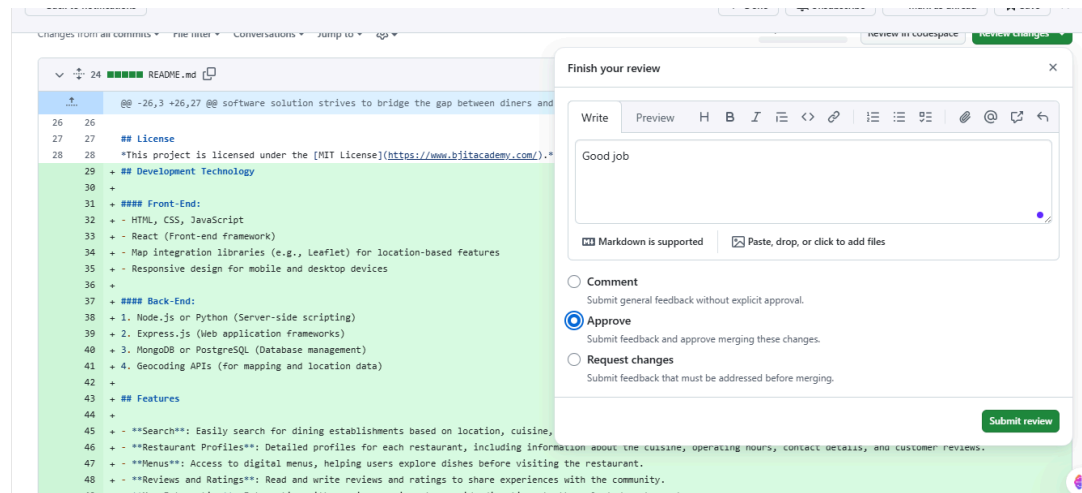 Changes from all commits File filter Conversations Jump to
Review in codespace Review changes
24 README.md
@@ -26,3 +26,27 @@ software solution strives to bridge the gap between diners and
26 26
27 27 ## License
28 28 *This project is licensed under the [MIT License](https://www.bjitacademy.com/).*
29 + ## Development Technology
30 +
31 + #### Front-End:
32 + - HTML, CSS, JavaScript
33 + - React (Front-end framework)
34 + - Map integration libraries (e.g., Leaflet) for location-based features
35 + - Responsive design for mobile and desktop devices
36 +
37 + #### Back-End:
38 + 1. Node.js or Python (Server-side scripting)
39 + 2. Express.js (Web application frameworks)
40 + 3. MongoDB or PostgreSQL (Database management)
41 + 4. Geocoding APIs (for mapping and location data)
42 +
43 + ## Features
44 +
45 + - **Search**: Easily search for dining establishments based on location, cuisine,
46 + - **Restaurant Profiles**: Detailed profiles for each restaurant, including information about the cuisine, operating hours, contact details, and customer reviews.
47 + - **Menus**: Access to digital menus, helping users explore dishes before visiting the restaurant.
48 + - **Reviews and Ratings**: Read and write reviews and ratings to share experiences with the community.
Finish your review
Write Preview
Good job
Markdown is supported
Paste, drop, or click to add files
Comment
Submit general feedback without explicit approval.
Approve
Submit feedback and approve merging these changes.
Request changes
Submit feedback that must be addressed before merging.
Submit review